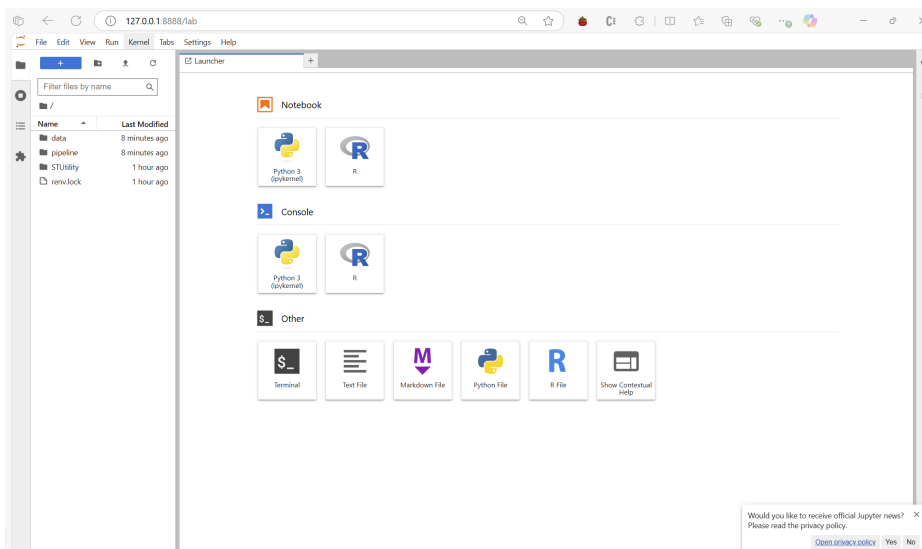 127.0.0.1:8888/lab
File Edit View Run Kernel Tabs Settings Help
+
Launcher
+
Filter files by name
/
Name Last Modified
data 8 minutes ago
pipeline 8 minutes ago
STUtility 1 hour ago
renv.lock 1 hour ago
Notebook
Python 3
(ipykernel)
R
R
>_ Console
Python 3
(ipykernel)
R
R
$_ Other
$_
M
R
Terminal
Text File
Markdown File
Python File
R File
Show Contextual
Help
Would you like to receive official Jupyter news?
Please read the privacy policy.
Open privacy policy Yes No